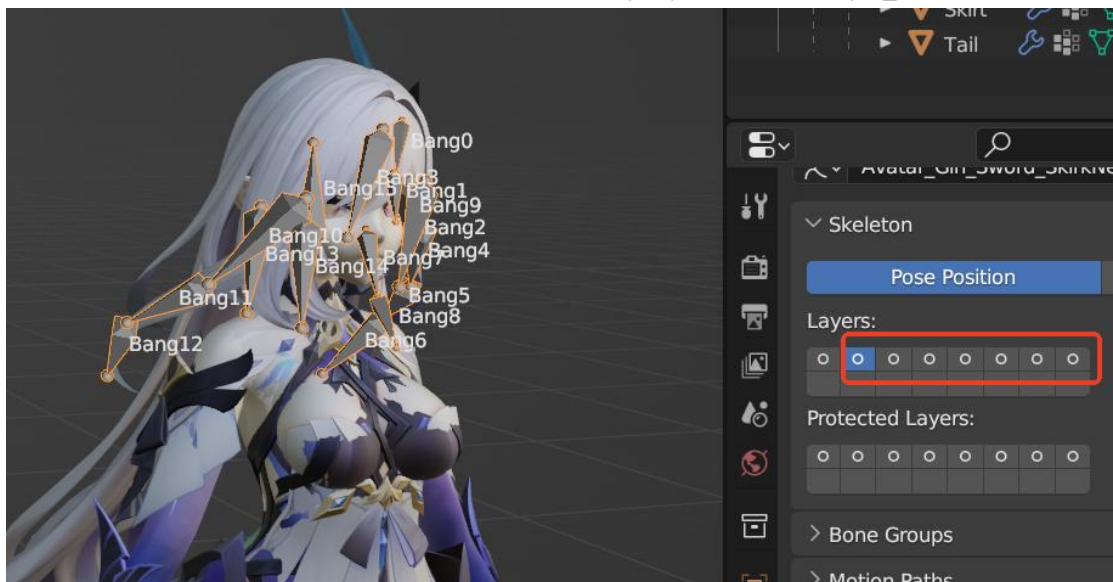 Skirt
Tail
Bang0
Bang3
Bang15
Bang1
Bang9
Bang2
Bang10
Bang4
Bang13
Bang7
Bang14
Bang11
Bang5
Bang8
Bang12
Bang6
Skeleton
Pose Position
Layers:
Protected Layers:
Bone Groups
Motion Paths